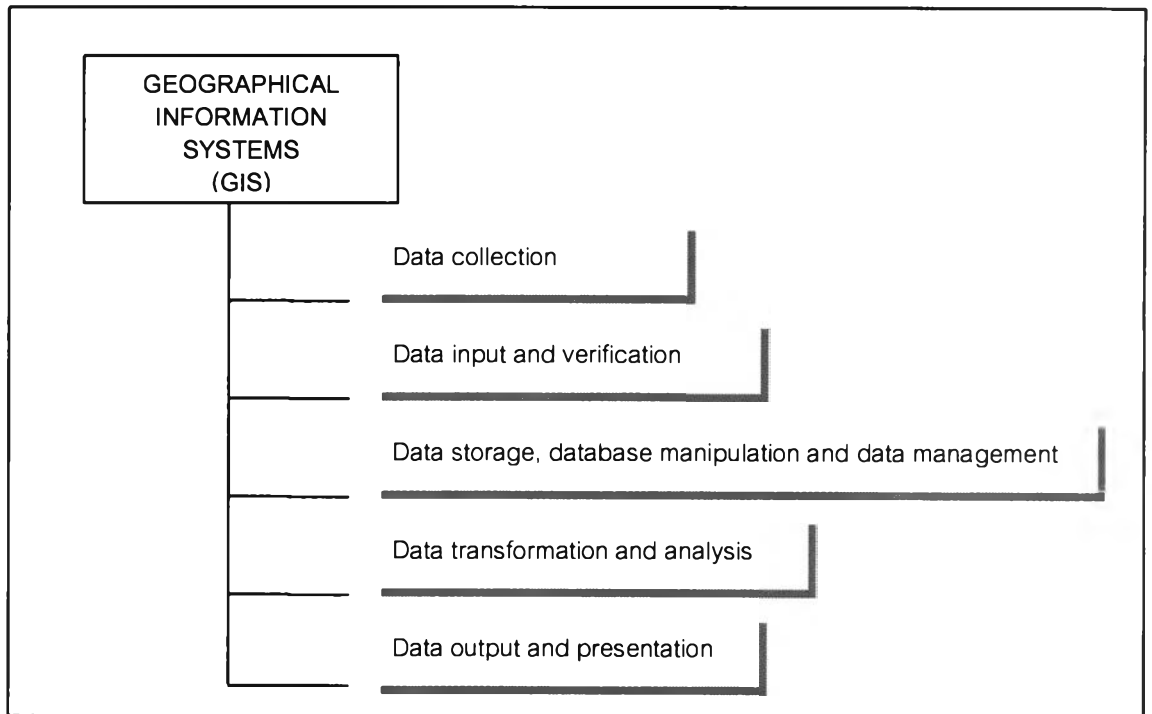 GEOGRAPHICAL
INFORMATION
SYSTEMS
(GIS)
Data collection
Data input and verification
Data storage, database manipulation and data management
Data transformation and analysis
Data output and presentation